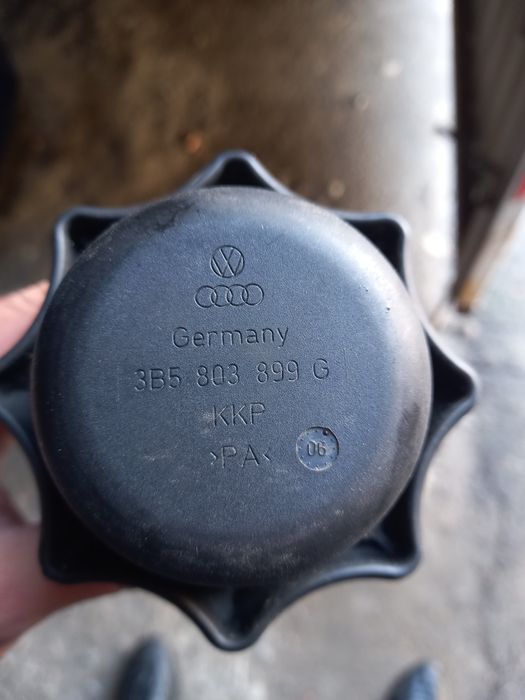 Germany
3B5 803 899 G
KKP
>PA< 06